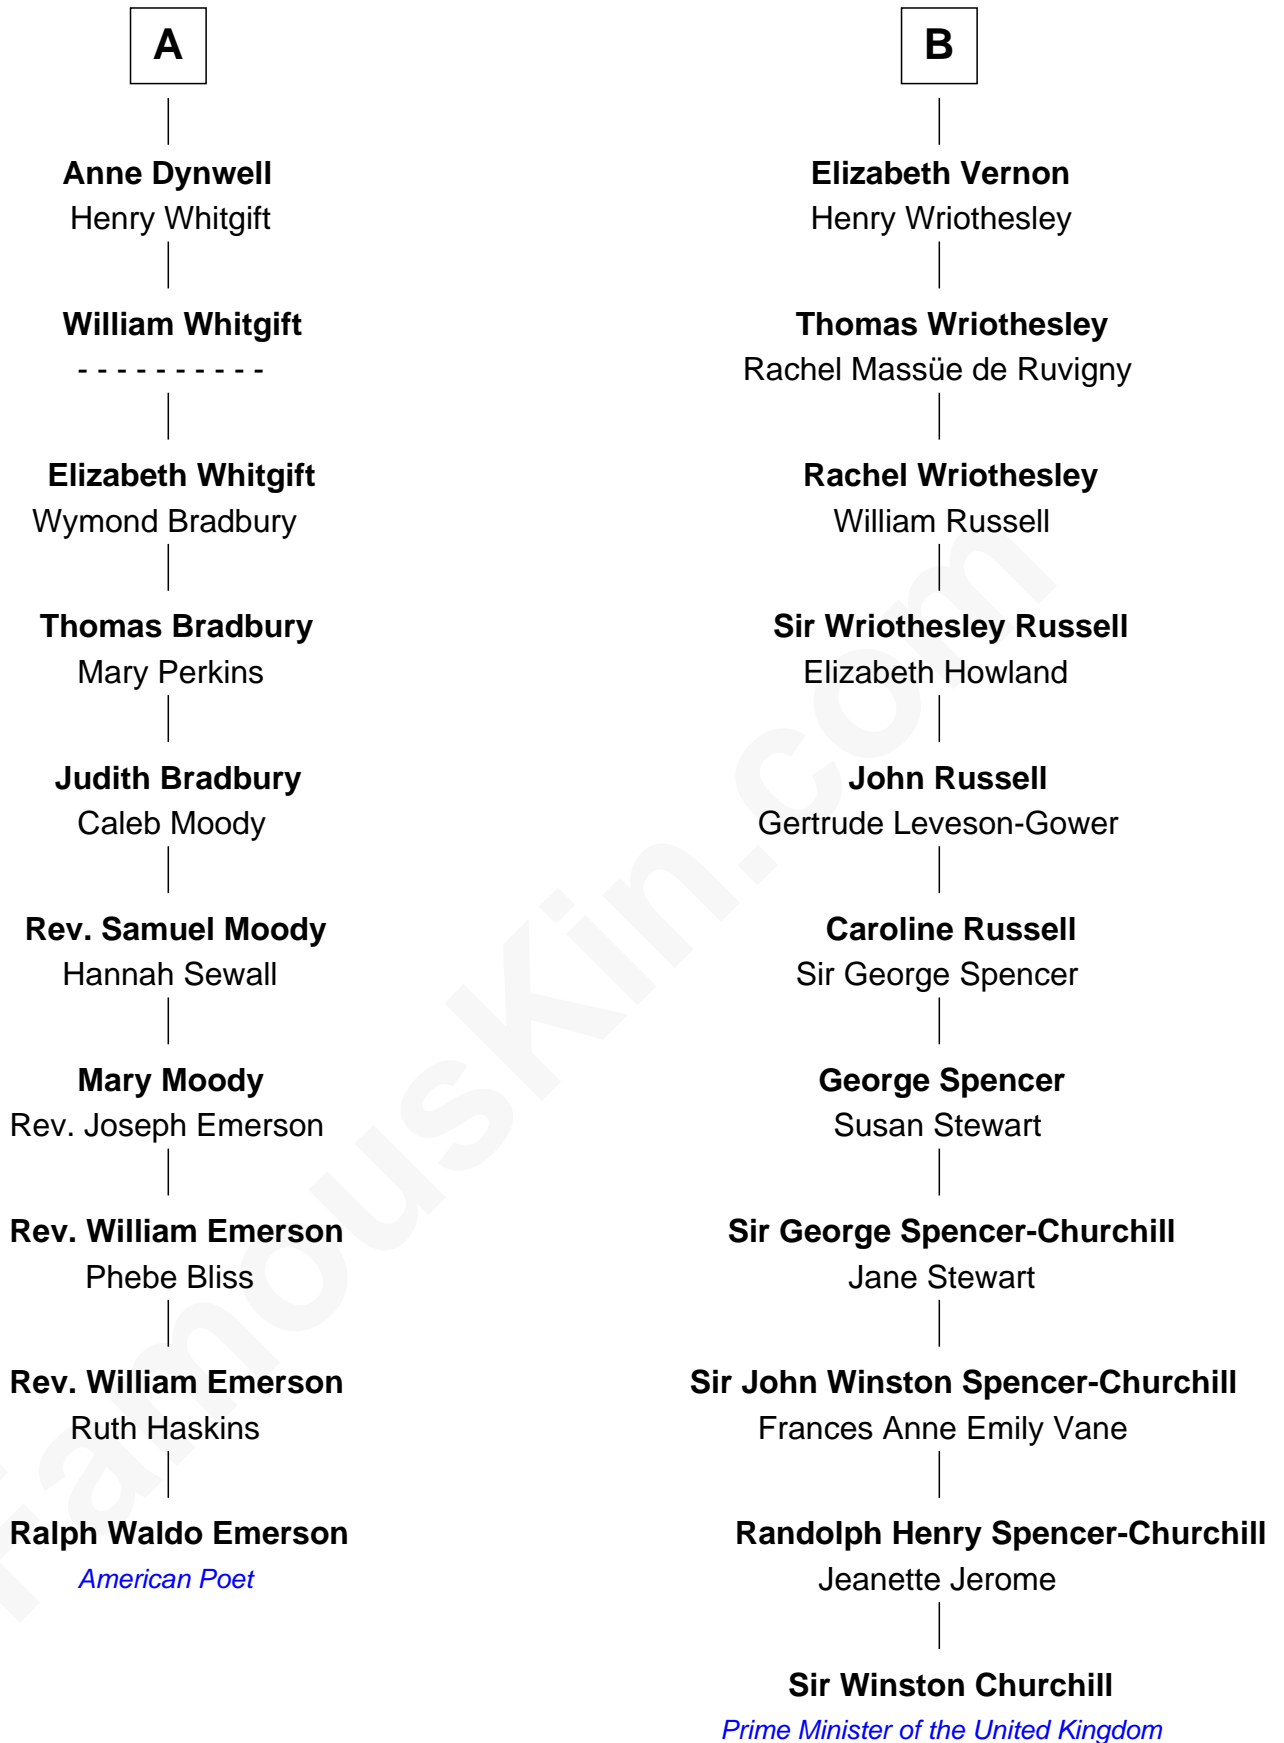 A
Anne Dynwell
Henry Whitgift
William Whitgift
- - - - - - - - - -
Elizabeth Whitgift
Wymond Bradbury
Thomas Bradbury
Mary Perkins
Judith Bradbury
Caleb Moody
Rev. Samuel Moody
Hannah Sewall
Mary Moody
Rev. Joseph Emerson
Rev. William Emerson
Phebe Bliss
Rev. William Emerson
Ruth Haskins
Ralph Waldo Emerson
American Poet
B
Elizabeth Vernon
Henry Wriothesley
Thomas Wriothesley
Rachel Massüe de Ruvigny
Rachel Wriothesley
William Russell
Sir Wriothesley Russell
Elizabeth Howland
John Russell
Gertrude Leveson-Gower
Caroline Russell
Sir George Spencer
George Spencer
Susan Stewart
Sir George Spencer-Churchill
Jane Stewart
Sir John Winston Spencer-Churchill
Frances Anne Emily Vane
Randolph Henry Spencer-Churchill
Jeanette Jerome
Sir Winston Churchill
Prime Minister of the United Kingdom
FamousKin.com